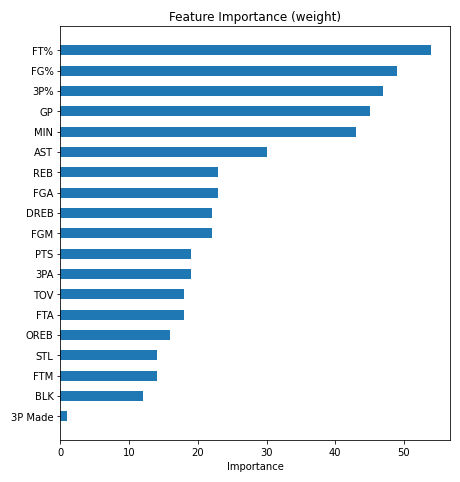 Feature Importance (weight)
FT%
FG%
3P%
GP
MIN
AST
REB
FGA
DREB
FGM
PTS
3PA
TOV
FTA
OREB
STL
FTM
BLK
3P Made
0 10 20 30 40 50
Importance